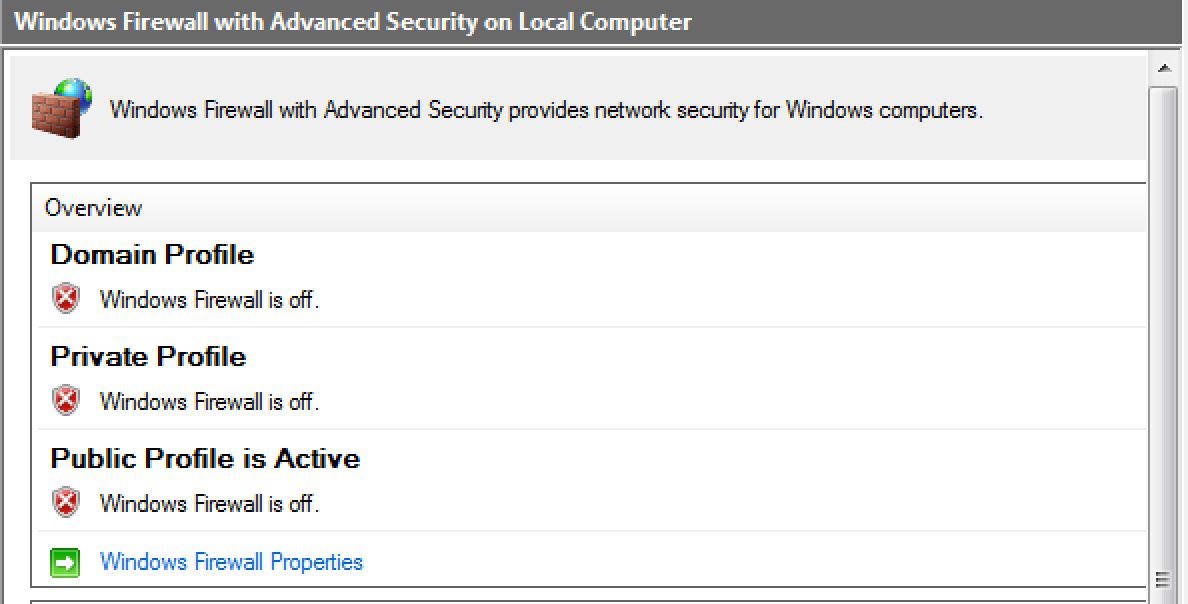 Windows Firewall with Advanced Security on Local Computer
Windows Firewall with Advanced Security provides network security for Windows computers.
Overview
Domain Profile
Windows Firewall is off.
Private Profile
Windows Firewall is off.
Public Profile is Active
Windows Firewall is off.
Windows Firewall Properties